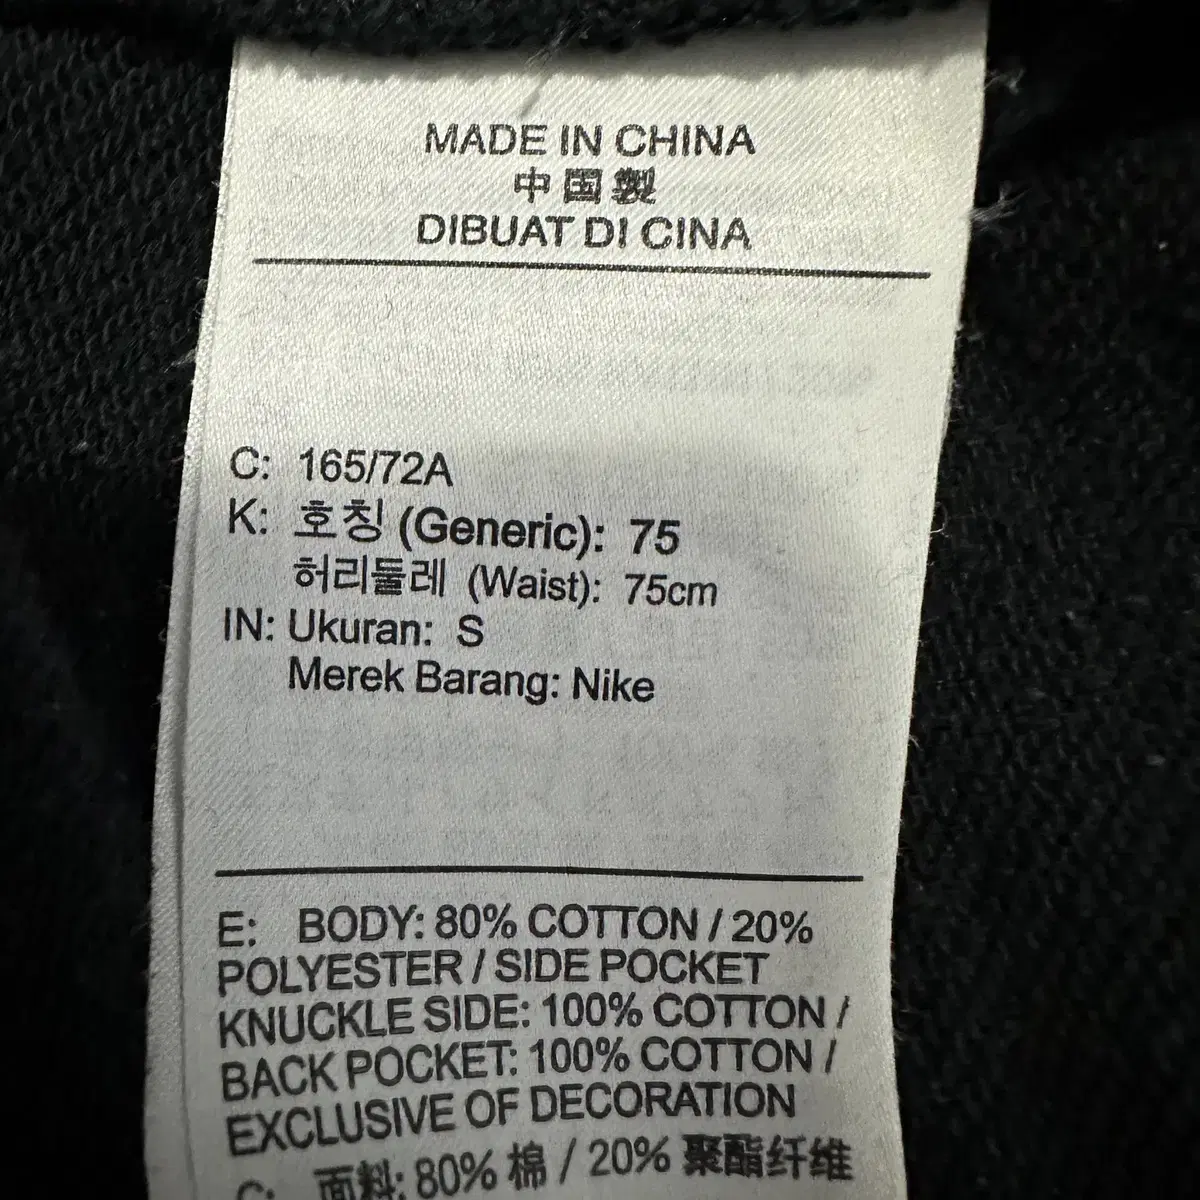 MADE IN CHINA
中国製
DIBUAT DI CINA
C: 165/72A
K: 호칭 (Generic): 75
허리둘레 (Waist): 75cm
IN: Ukuran: S
Merek Barang: Nike
E: BODY: 80% COTTON / 20%
POLYESTER / SIDE POCKET
KNUCKLE SIDE: 100% COTTON /
BACK POCKET: 100% COTTON /
EXCLUSIVE OF DECORATION
C: 面料: 80% 棉 / 20% 聚酯纤维